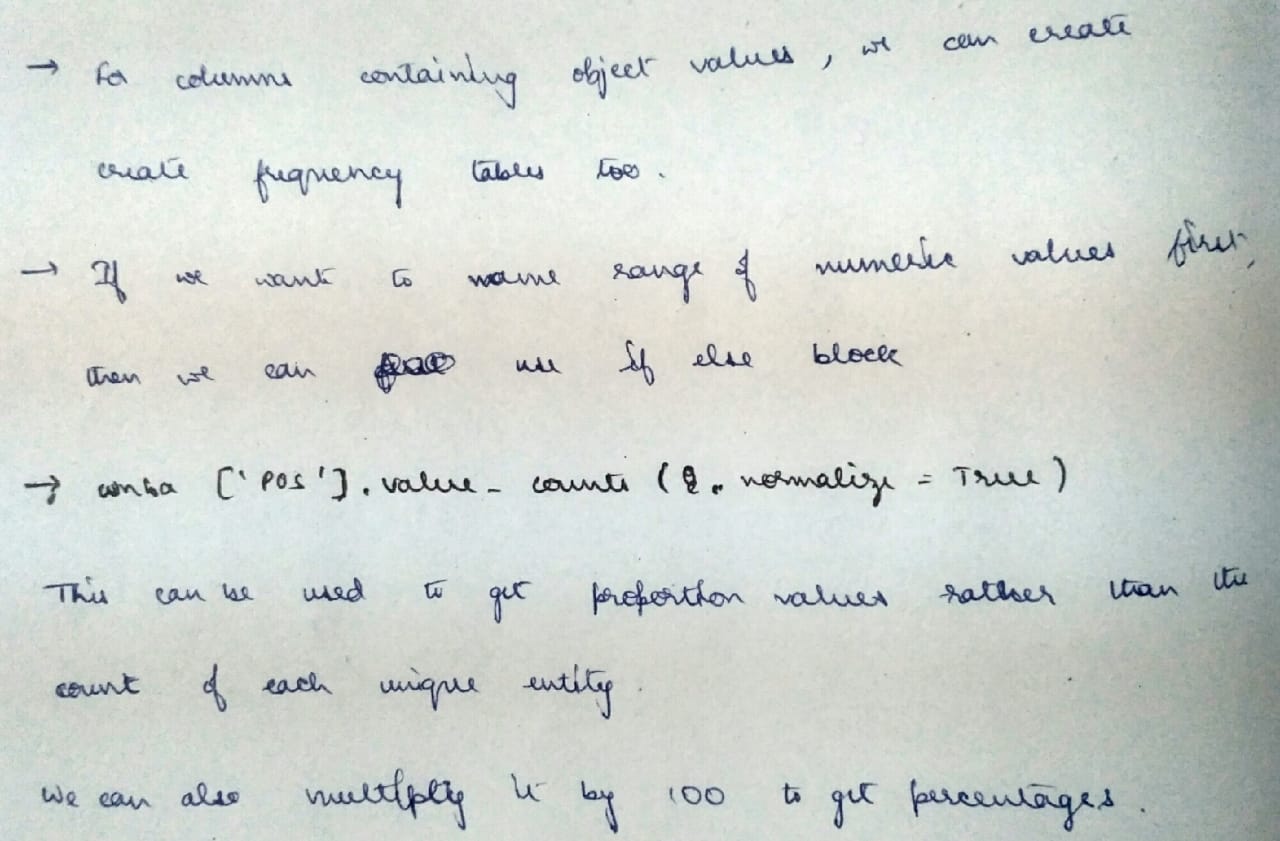 → For columns containing object values, we can create
create frequency tables too.
→ If we want to name range of numeric values first,
then we can use if else block
→ wnba ['POS'].value_counts ( normalize = True)
This can be used to get proportion values rather than the
count of each unique entity.
We can also multiply it by 100 to get percentages.